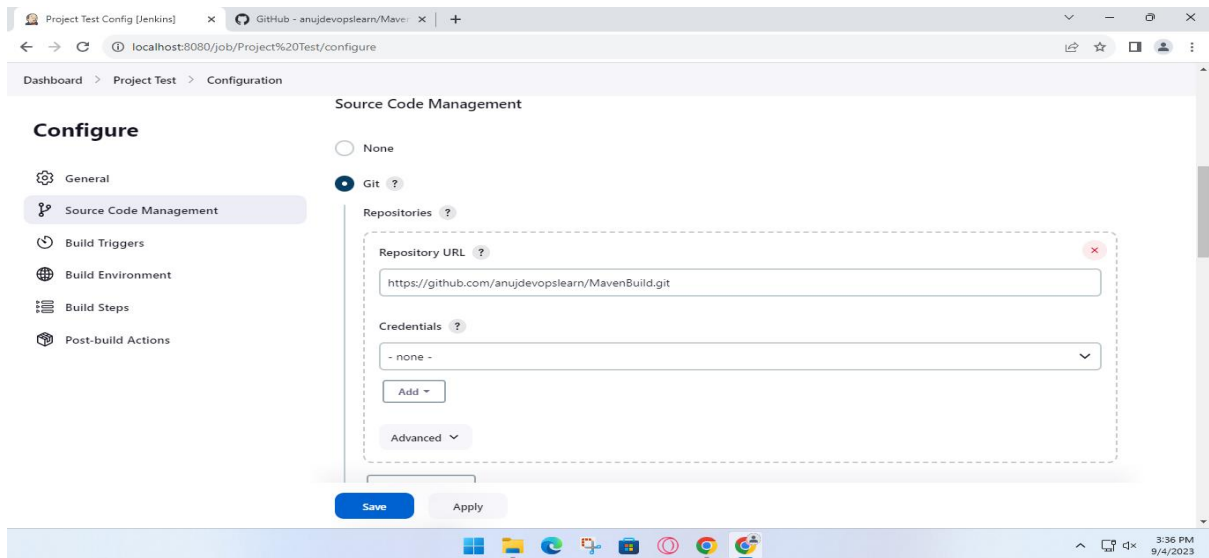 Project Test Config [Jenkins]
GitHub - anujdevopslearn/Maven
localhost:8080/job/Project%20Test/configure
Dashboard > Project Test > Configuration
Source Code Management
Configure
None
General
Git ?
Source Code Management
Repositories ?
Build Triggers
Repository URL ?
Build Environment
https://github.com/anujdevopslearn/MavenBuild.git
Build Steps
Credentials ?
Post-build Actions
- none -
Add
Advanced
Save Apply
3:36 PM
9/4/2023